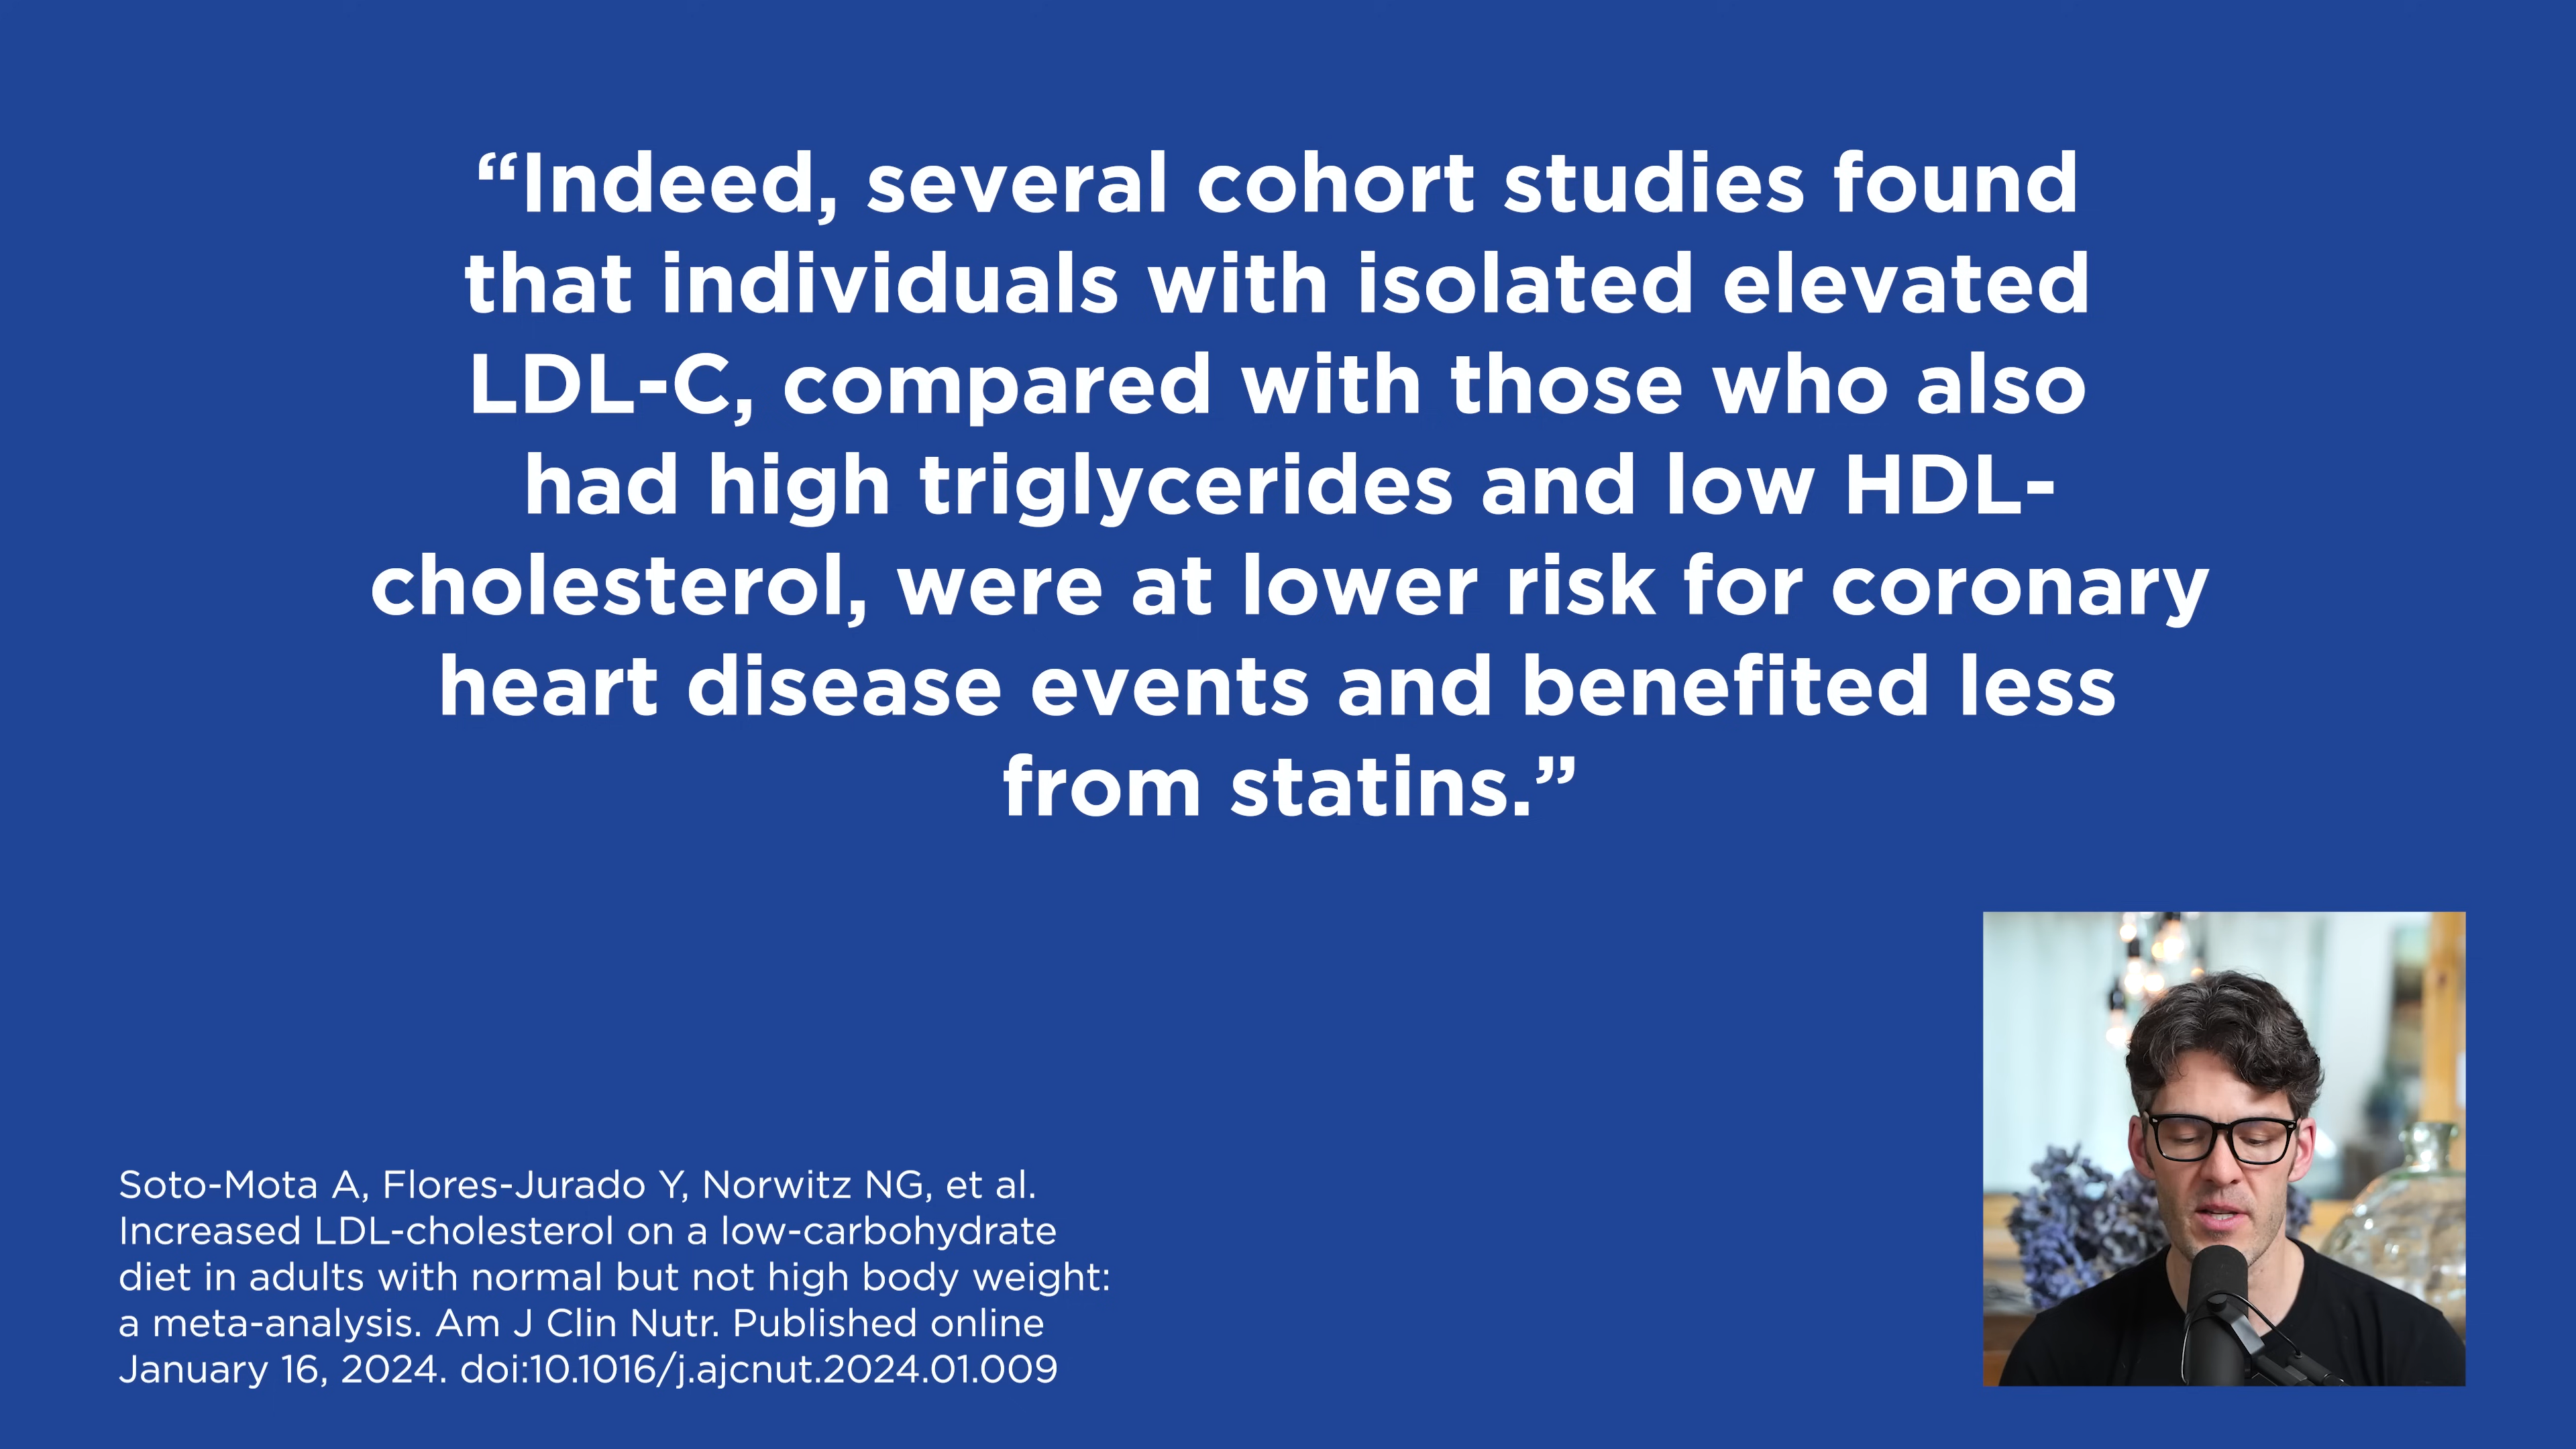 “Indeed, several cohort studies found
that individuals with isolated elevated
LDL-C, compared with those who also
had high triglycerides and low HDL-
cholesterol, were at lower risk for coronary
heart disease events and benefited less
from statins.”
Soto-Mota A, Flores-Jurado Y, Norwitz NG, et al.
Increased LDL-cholesterol on a low-carbohydrate
diet in adults with normal but not high body weight:
a meta-analysis. Am J Clin Nutr. Published online
January 16, 2024. doi:10.1016/j.ajcnut.2024.01.009